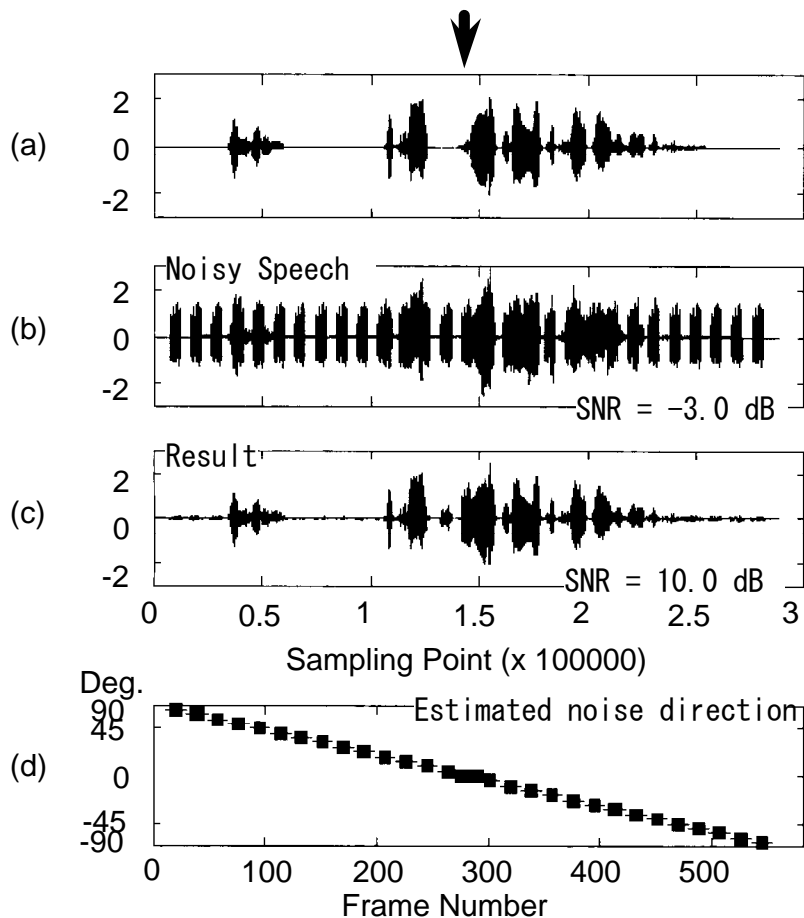 (a)
2
0
-2
Noisy Speech
(b)
2
0
-2
SNR = -3.0 dB
Result
(c)
2
0
-2
SNR = 10.0 dB
0 0.5 1 1.5 2 2.5 3
Sampling Point (x 100000)
Deg.
90
45
0
-45
-90
Estimated noise direction
(d)
0 100 200 300 400 500
Frame Number